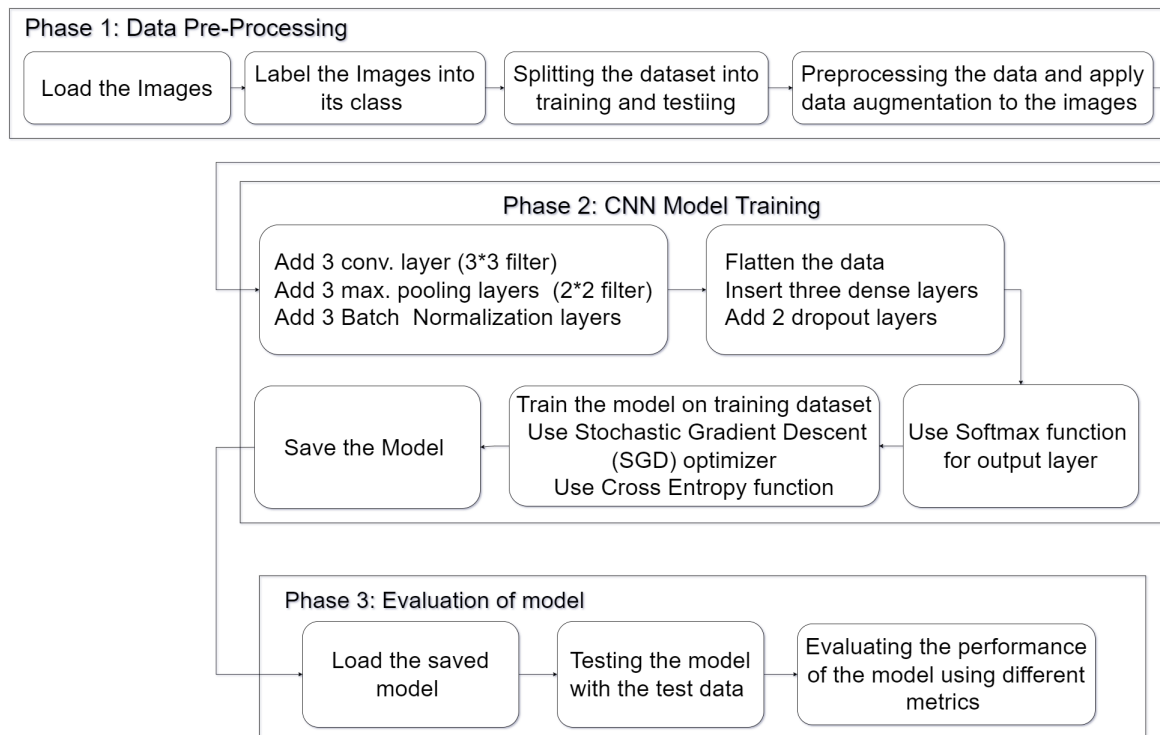 Phase 1: Data Pre-Processing
Load the Images
Label the Images into
its class
Splitting the dataset into
training and testiing
Preprocessing the data and apply
data augmentation to the images
Phase 2: CNN Model Training
Add 3 conv. layer (3*3 filter)
Add 3 max. pooling layers (2*2 filter)
Add 3 Batch Normalization layers
Flatten the data
Insert three dense layers
Add 2 dropout layers
Use Softmax function
for output layer
Train the model on training dataset
Use Stochastic Gradient Descent
(SGD) optimizer
Use Cross Entropy function
Save the Model
Phase 3: Evaluation of model
Load the saved
model
Testing the model
with the test data
Evaluating the performance
of the model using different
metrics